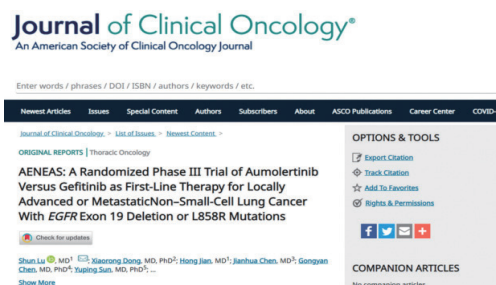 Journal of Clinical Oncology®
An American Society of Clinical Oncology Journal
Enter words / phrases / DOI / ISBN / authors / keywords / etc.
Newest Articles Issues Special Content Authors Subscribers About ASCO Publications Career Center COVID-
Journal of Clinical Oncology > List of Issues > Newest Content >
ORIGINAL REPORTS | Thoracic Oncology
AENEAS: A Randomized Phase III Trial of Aumolertinib
Versus Gefitinib as First-Line Therapy for Locally
Advanced or MetastaticNon–Small-Cell Lung Cancer
With EGFR Exon 19 Deletion or L858R Mutations
Check for updates
Shun Lu, MD1; Xiaorong Dong, MD, PhD2; Hong Jian, MD1; Jianhua Chen, MD3; Gongyan
Chen, MD, PhD4; Yuping Sun, MD, PhD5; ...
Show More
OPTIONS & TOOLS
Export Citation
Track Citation
Add To Favorites
Rights & Permissions
COMPANION ARTICLES
No companion articles